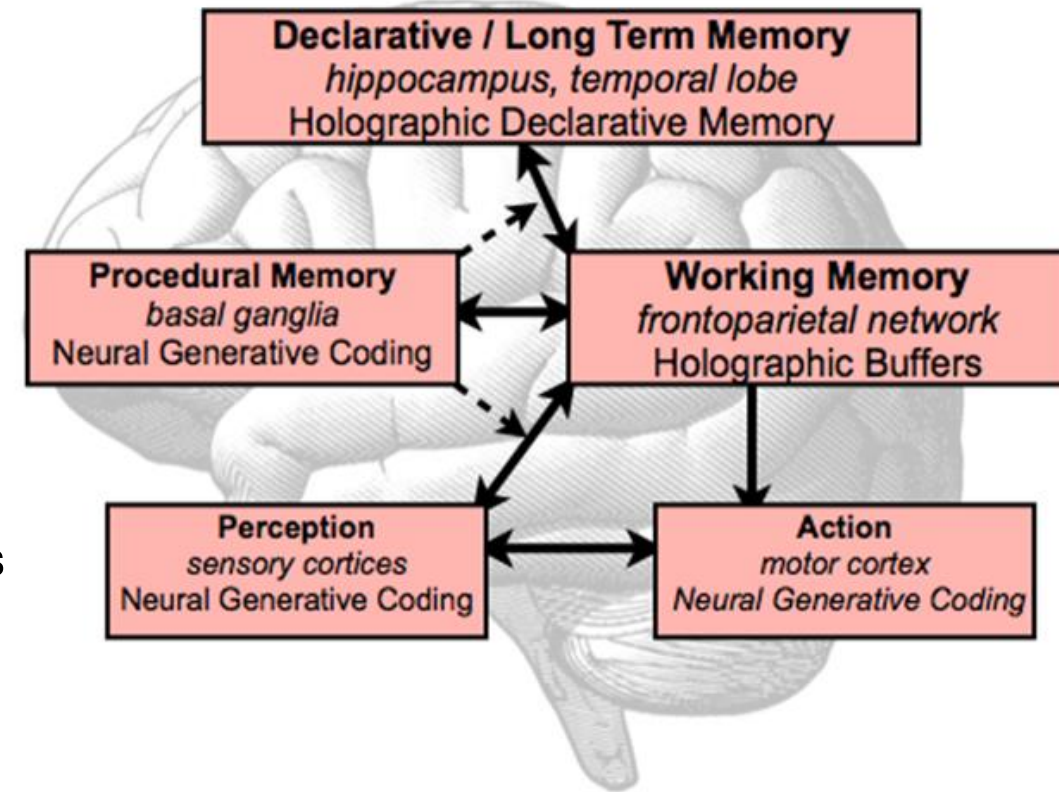 Declarative / Long Term Memory
hippocampus, temporal lobe
Holographic Declarative Memory
Procedural Memory
basal ganglia
Neural Generative Coding
Working Memory
frontoparietal network
Holographic Buffers
s
Perception
sensory cortices
Neural Generative Coding
Action
motor cortex
Neural Generative Coding